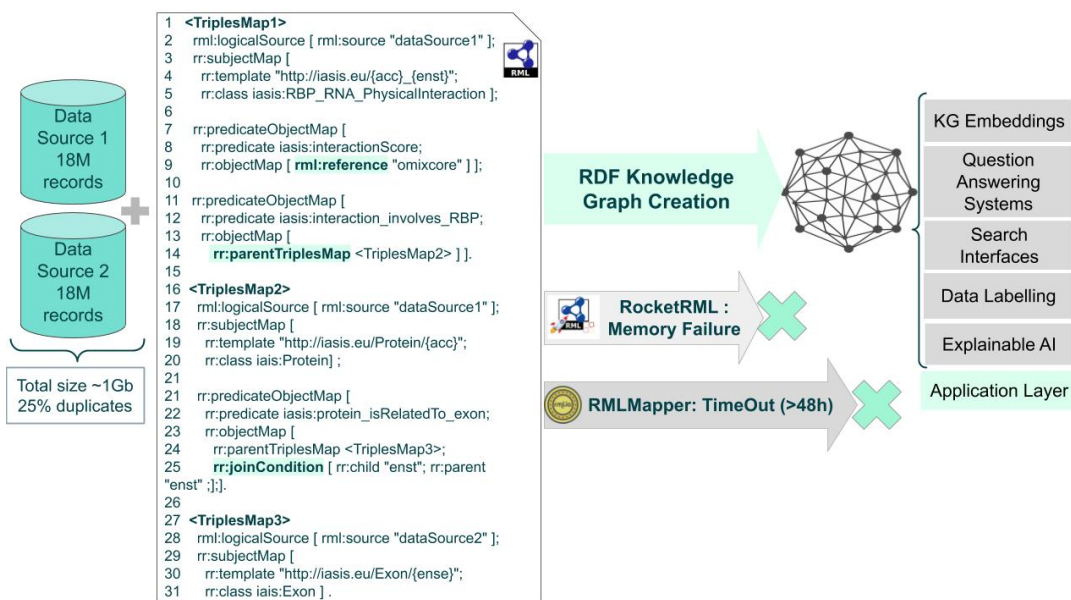 Data
Source 1
18M
records
Data
Source 2
18M
records
Total size ~1Gb
25% duplicates
1 <TriplesMap1>
2 rml:logicalSource [ rml:source "dataSource1" ];
3 rr:subjectMap [
4 rr:template "http://iasis.eu/{acc}_{enst}";
5 rr:class iasis:RBP_RNA_PhysicalInteraction ];
6
7 rr:predicateObjectMap [
8 rr:predicate iasis:interactionScore;
9 rr:objectMap [ rml:reference "omixcore" ] ];
10
11 rr:predicateObjectMap [
12 rr:predicate iasis:interaction_involves_RBP;
13 rr:objectMap [
14 rr:parentTriplesMap <TriplesMap2> ] ].
15
16 <TriplesMap2>
17 rml:logicalSource [ rml:source "dataSource1" ];
18 rr:subjectMap [
19 rr:template "http://iasis.eu/Protein/{acc}";
20 rr:class iais:Protein] ;
21
21 rr:predicateObjectMap [
22 rr:predicate iasis:protein_isRelatedTo_exon;
23 rr:objectMap [
24 rr:parentTriplesMap <TriplesMap3>;
25 rr:joinCondition [ rr:child "enst"; rr:parent
"enst" ;];].
26
27 <TriplesMap3>
28 rml:logicalSource [ rml:source "dataSource2" ];
29 rr:subjectMap [
30 rr:template "http://iasis.eu/Exon/{ense}";
31 rr:class iais:Exon ] .
RML
RDF Knowledge
Graph Creation
RML
RocketRML :
Memory Failure
RMLMapper: TimeOut (>48h)
KG Embeddings
Question
Answering
Systems
Search
Interfaces
Data Labelling
Explainable AI
Application Layer